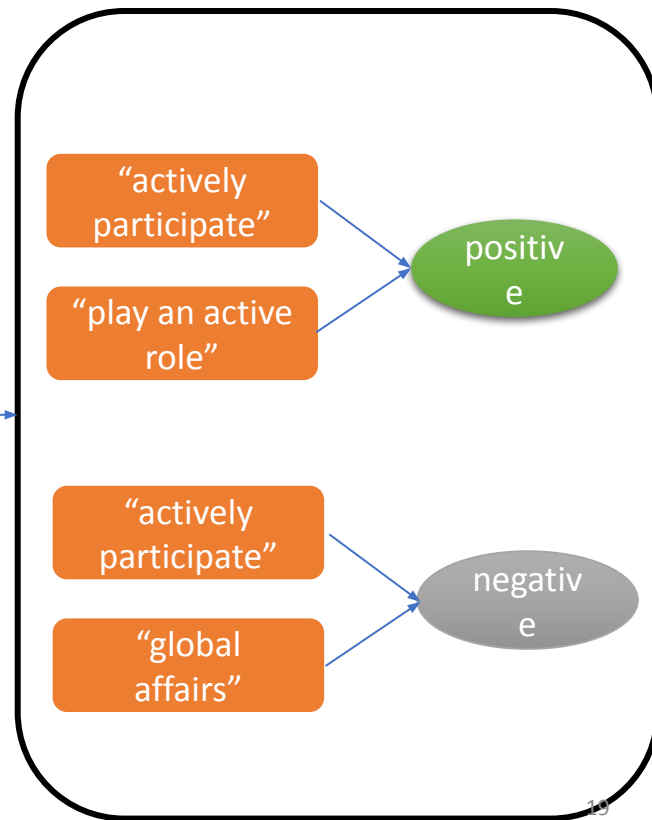 “actively
participate”
positiv
e
“play an active
role”
“actively
participate”
negativ
e
“global
affairs”
19